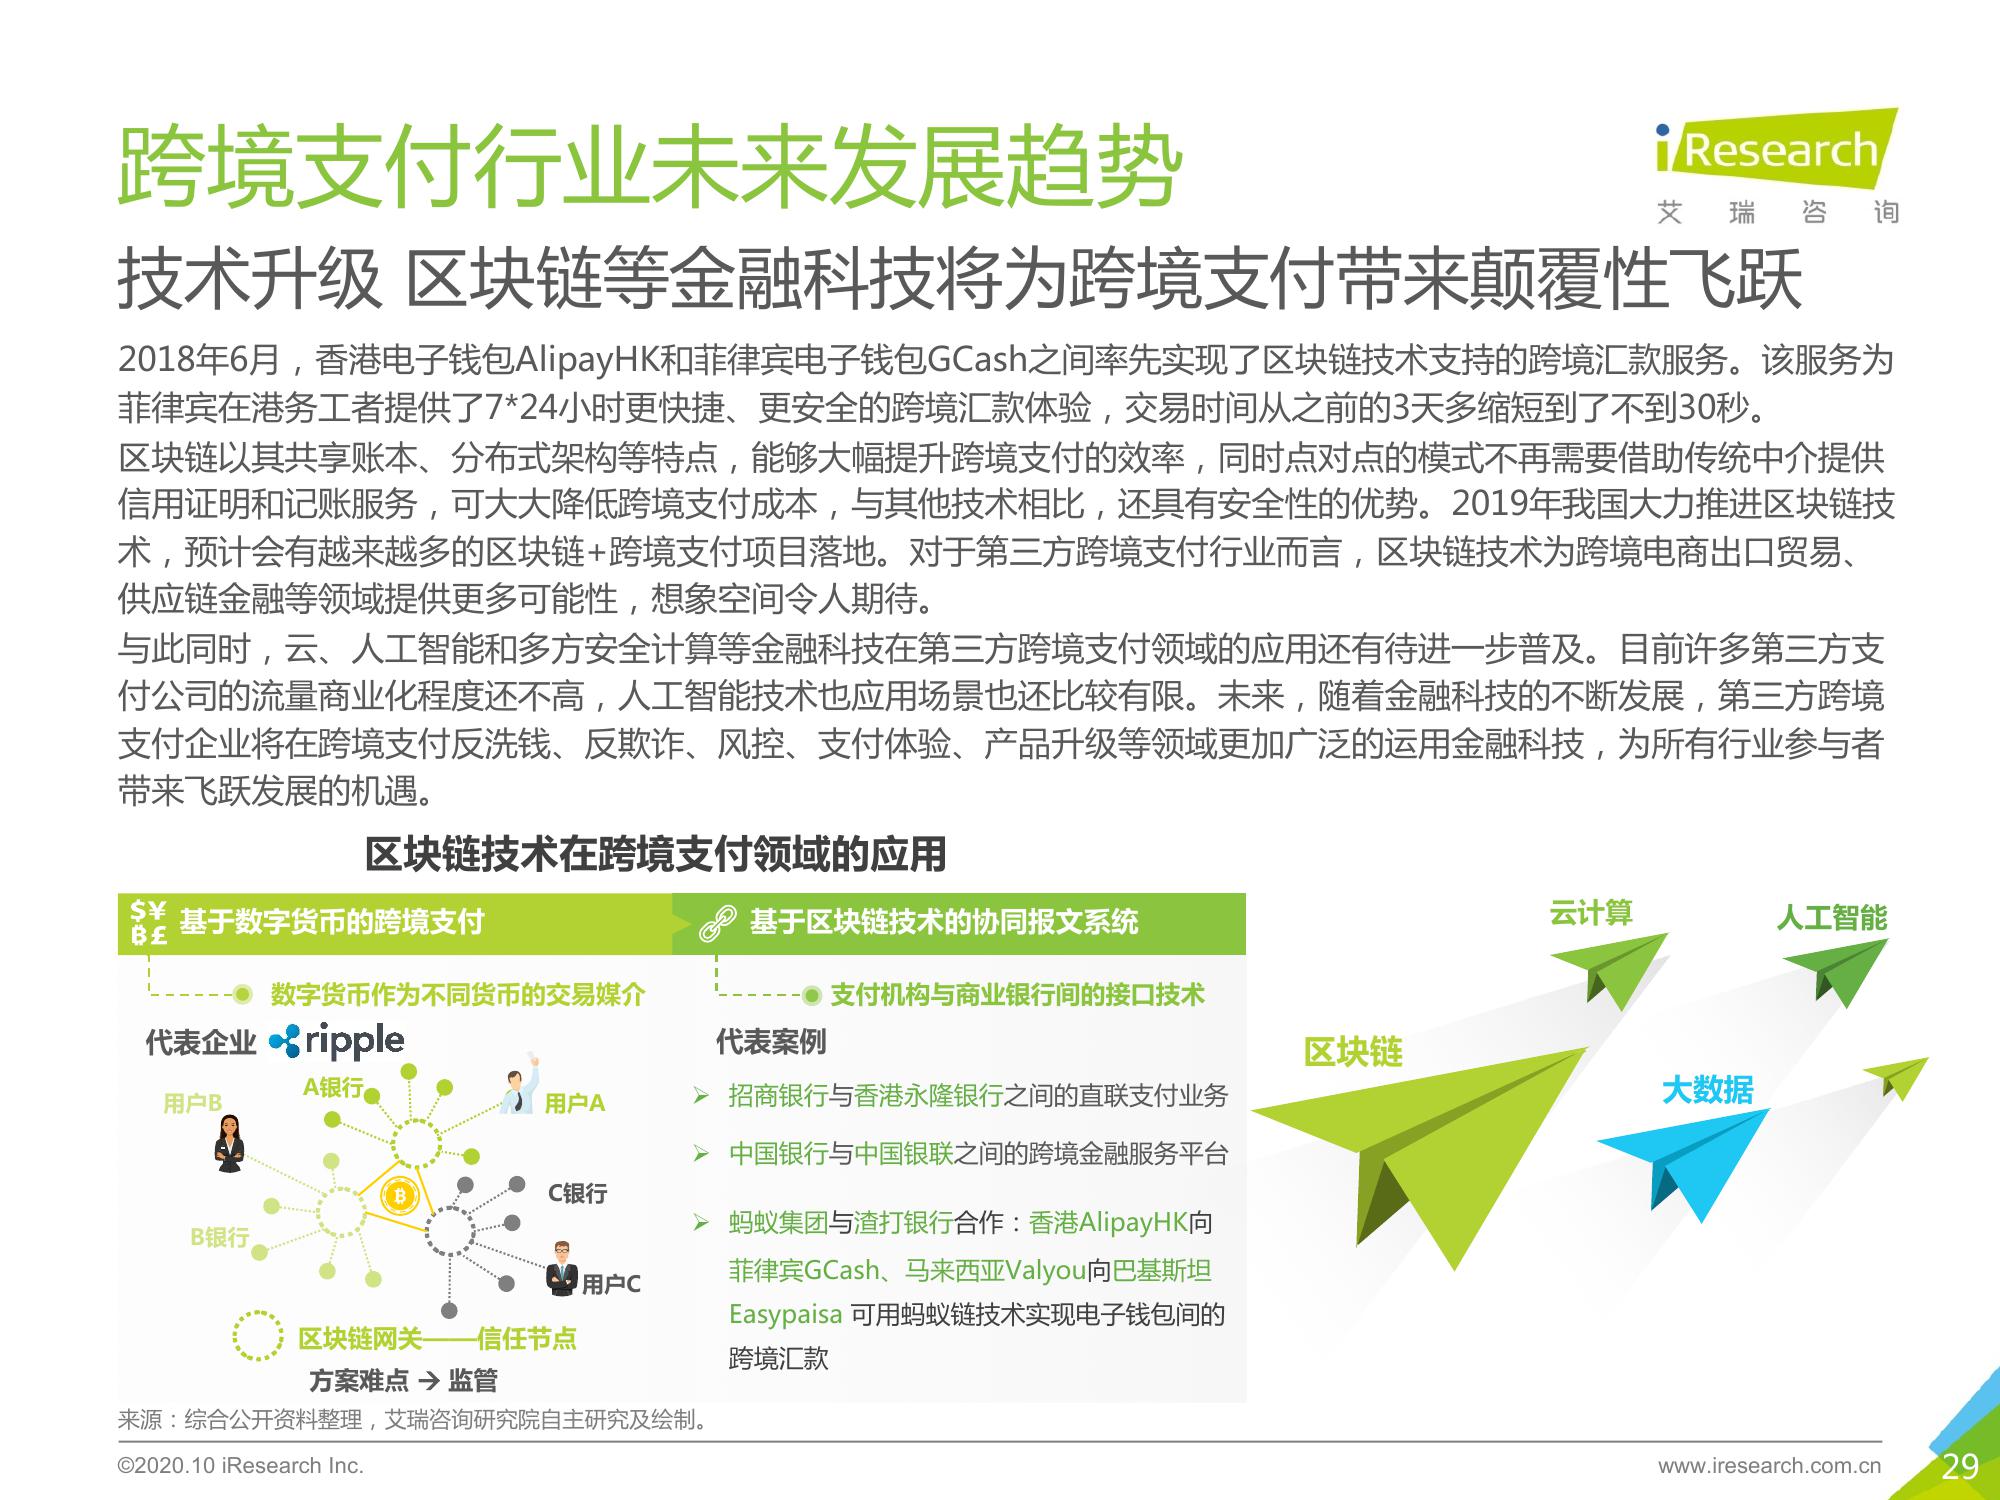 跨境支付行业未来发展趋势
iResearch
艾瑞咨询
技术升级 区块链等金融科技将为跨境支付带来颠覆性飞跃
2018年6月，香港电子钱包AlipayHK和菲律宾电子钱包GCash之间率先实现了区块链技术支持的跨境汇款服务。该服务为
菲律宾在港务工者提供了7*24小时更快捷、更安全的跨境汇款体验，交易时间从之前的3天多缩短到了不到30秒。
区块链以其共享账本、分布式架构等特点，能够大幅提升跨境支付的效率，同时点对点的模式不再需要借助传统中介提供
信用证明和记账服务，可大大降低跨境支付成本，与其他技术相比，还具有安全性的优势。2019年我国大力推进区块链技
术，预计会有越来越多的区块链+跨境支付项目落地。对于第三方跨境支付行业而言，区块链技术为跨境电商出口贸易、
供应链金融等领域提供更多可能性，想象空间令人期待。
与此同时，云、人工智能和多方安全计算等金融科技在第三方跨境支付领域的应用还有待进一步普及。目前许多第三方支
付公司的流量商业化程度还不高，人工智能技术也应用场景也还比较有限。未来，随着金融科技的不断发展，第三方跨境
支付企业将在跨境支付反洗钱、反欺诈、风控、支付体验、产品升级等领域更加广泛的运用金融科技，为所有行业参与者
带来飞跃发展的机遇。
区块链技术在跨境支付领域的应用
$¥
฿£
基于数字货币的跨境支付
数字货币作为不同货币的交易媒介
代表企业 ripple
A银行
用户B
用户A
C银行
B银行
用户C
区块链网关——信任节点
方案难点 → 监管
基于区块链技术的协同报文系统
支付机构与商业银行间的接口技术
代表案例
➢ 招商银行与香港永隆银行之间的直联支付业务
➢ 中国银行与中国银联之间的跨境金融服务平台
➢ 蚂蚁集团与渣打银行合作：香港AlipayHK向
菲律宾GCash、马来西亚Valyou向巴基斯坦
Easypaisa 可用蚂蚁链技术实现电子钱包间的
跨境汇款
云计算
人工智能
区块链
大数据
来源：综合公开资料整理，艾瑞咨询研究院自主研究及绘制。
©2020.10 iResearch Inc.
www.iresearch.com.cn
29